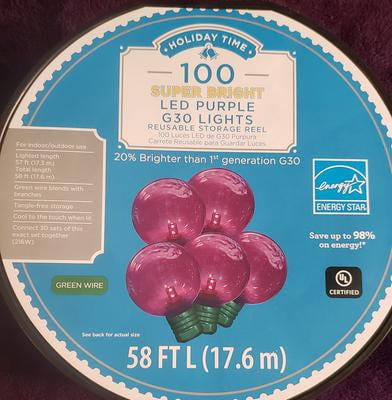 HOLIDAY TIME
100
SUPER BRIGHT
LED PURPLE
G30 LIGHTS
REUSABLE STORAGE REEL
100 Luces LED de G30 Púrpura
Carrete Reusable para Guardar Luces
20% Brighter than 1st generation G30
For indoor/outdoor use
Lighted length
57 ft (17.3 m)
Total length
58 ft (17.6 m)
Green wire blends with
branches
Tangle-free storage
Cool to the touch when lit
Connect 30 sets of this
exact set together
(216W)
GREEN WIRE
energy
ENERGY STAR
Save up to 98%
on energy!*
UL
CERTIFIED
See back for actual size
58 FT L (17.6 m)